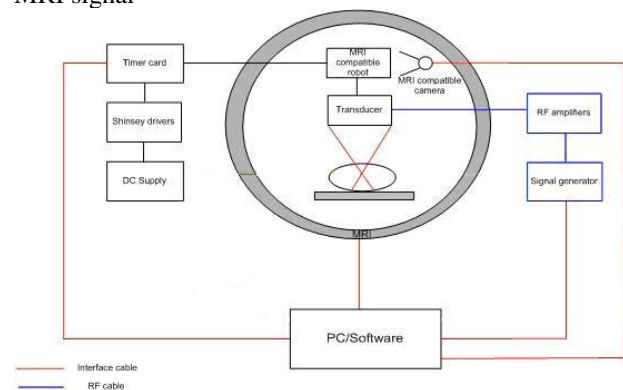 MRI signal
Timer card
MRI
compatible
robot
MRI compatible
camera
Shinsey drivers
Transducer
RF amplifiers
DC Supply
Signal generator
MRI
PC/Software
Interface cable
RF cable